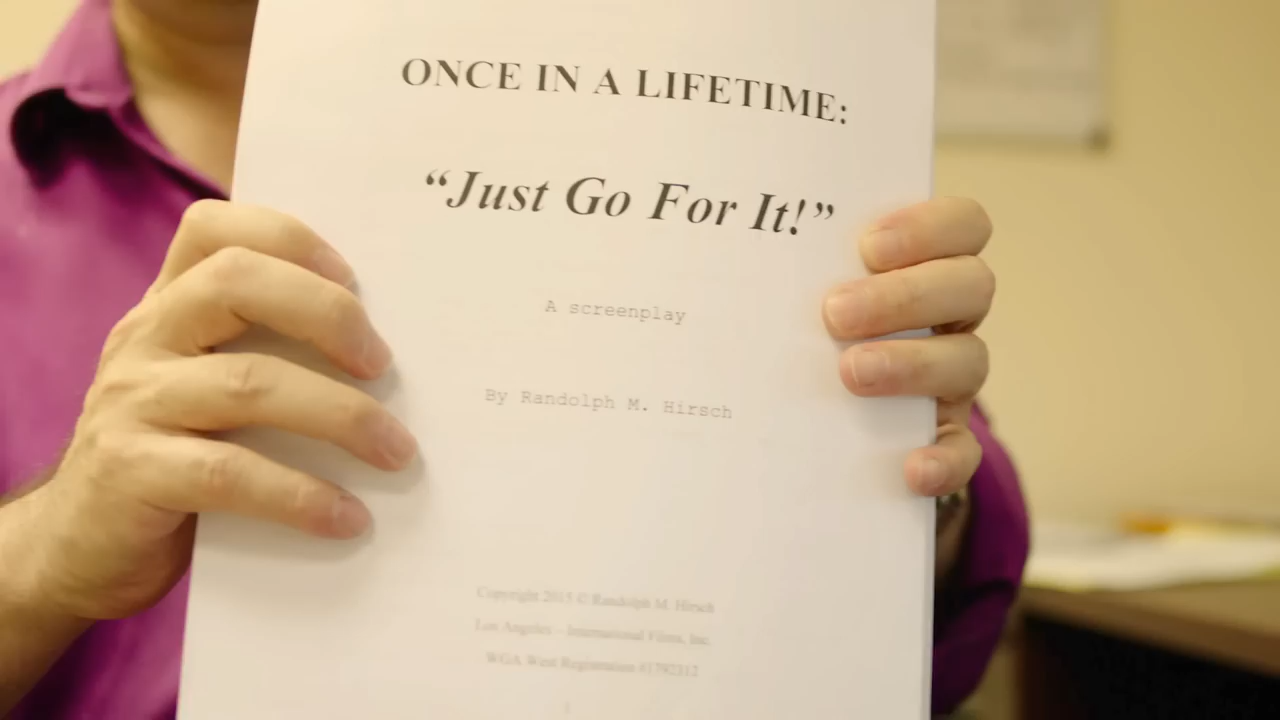 ONCE IN A LIFETIME:
“Just Go For It!”
A screenplay
By Randolph M. Hirsch
Copyright 2015 © Randolph M. Hirsch
Los Angeles – International Films, Inc.
WGA West Registration